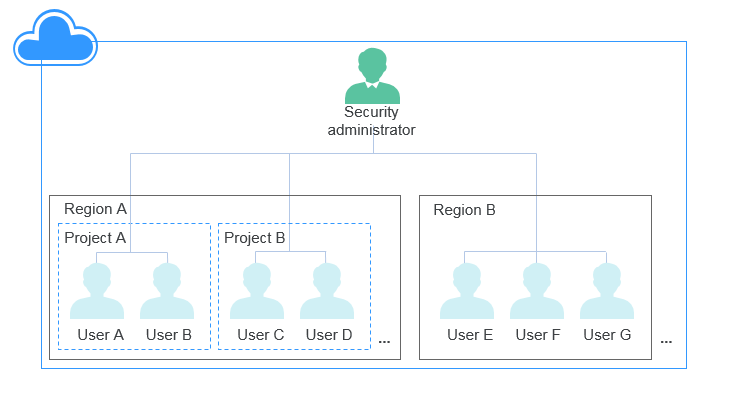 Security
administrator
Region A
Region B
Project A
Project B
User A
User B
User C
User D
...
User E
User F
User G
...